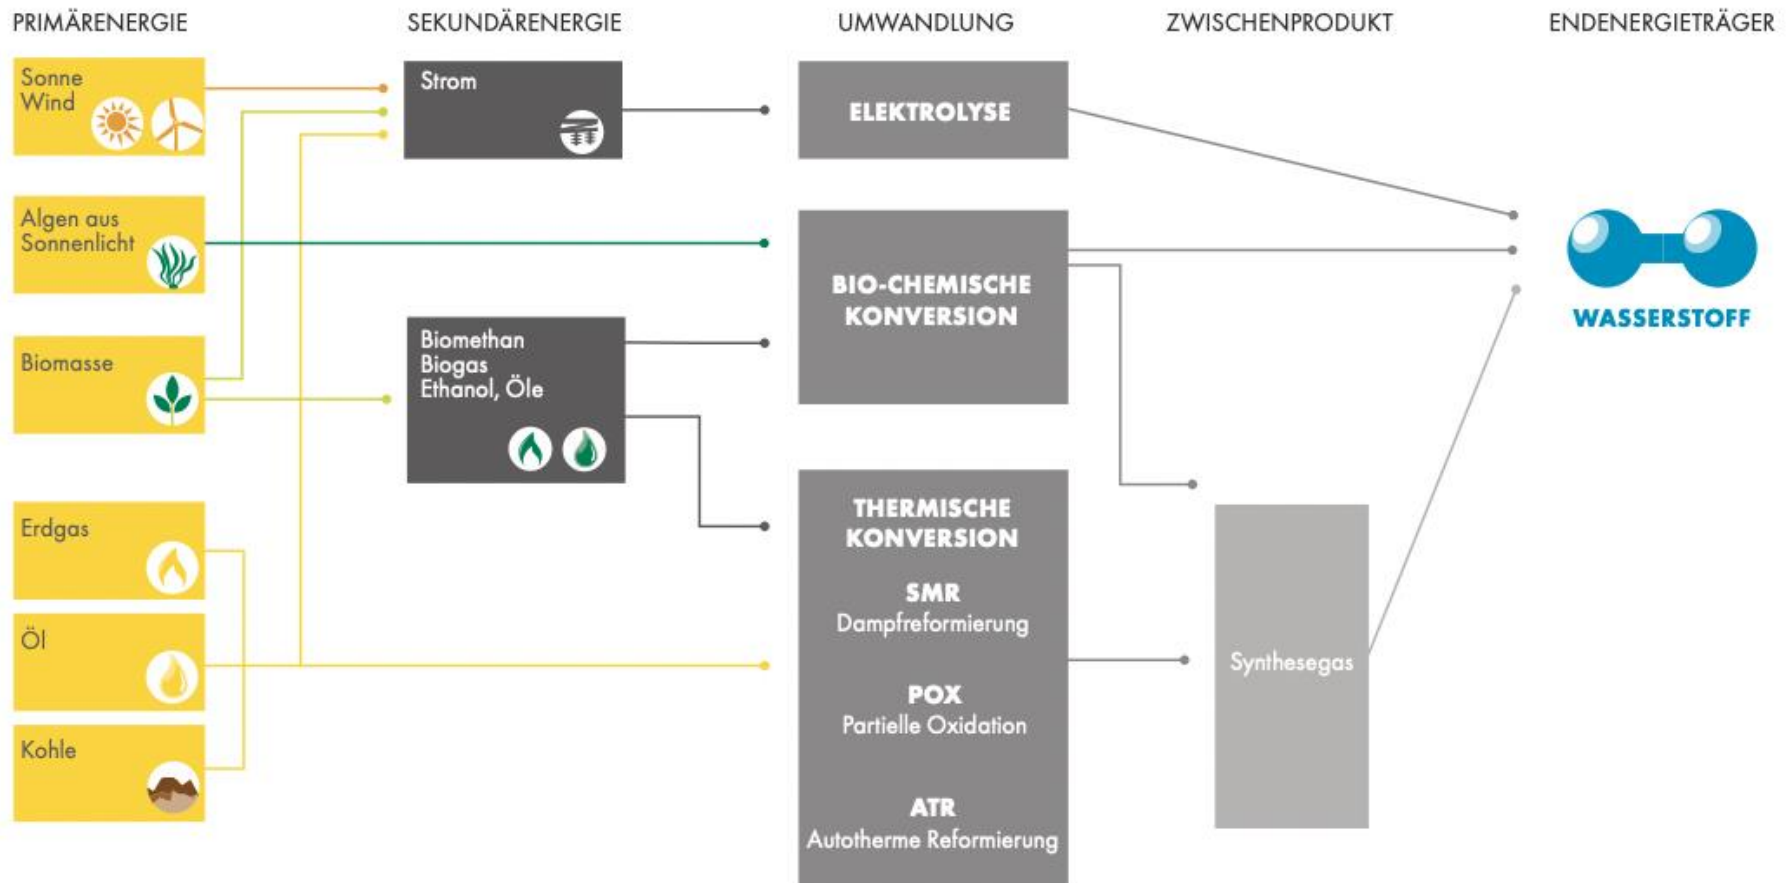 PRIMÄRENERGIE
SEKUNDÄRENERGIE
UMWANDLUNG
ZWISCHENPRODUKT
ENDENERGIETRÄGER
Sonne
Wind
Strom
ELEKTROLYSE
Algen aus
Sonnenlicht
BIO-CHEMISCHE
KONVERSION
WASSERSTOFF
Biomasse
Biomethan
Biogas
Ethanol, Öle
Erdgas
Öl
Kohle
THERMISCHE
KONVERSION
SMR
Dampfreformierung
POX
Partielle Oxidation
ATR
Autotherme Reformierung
Synthesegas